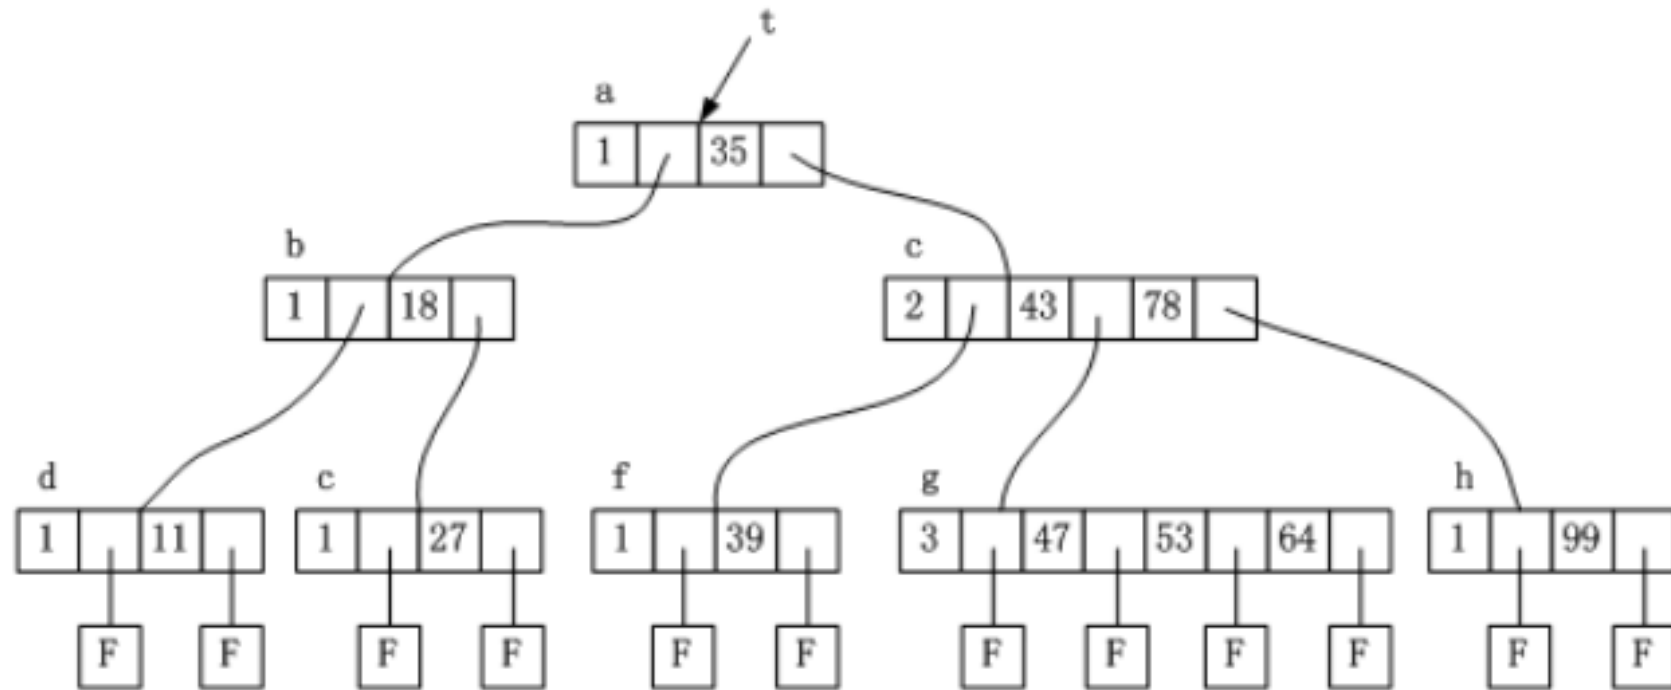 t
a
1 35
b c
1 18 2 43 78
d c f g h
1 11 1 27 1 39 3 47 53 64 1 99
F F F F F F F F F F F F